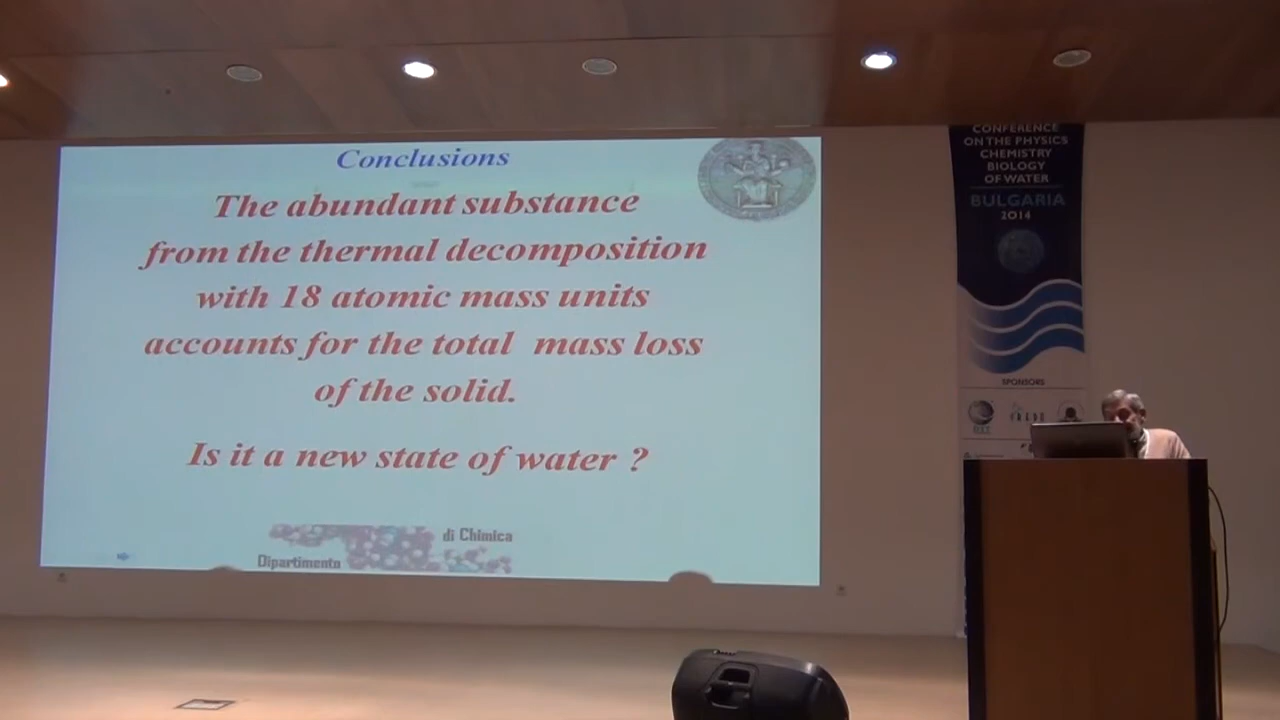 Conclusions
The abundant substance
from the thermal decomposition
with 18 atomic mass units
accounts for the total mass loss
of the solid.
Is it a new state of water ?
di Chimica
Dipartimento
CONFERENCE
ON THE PHYSICS
CHEMISTRY
BIOLOGY
OF WATER
BULGARIA
2014
SPONSORS